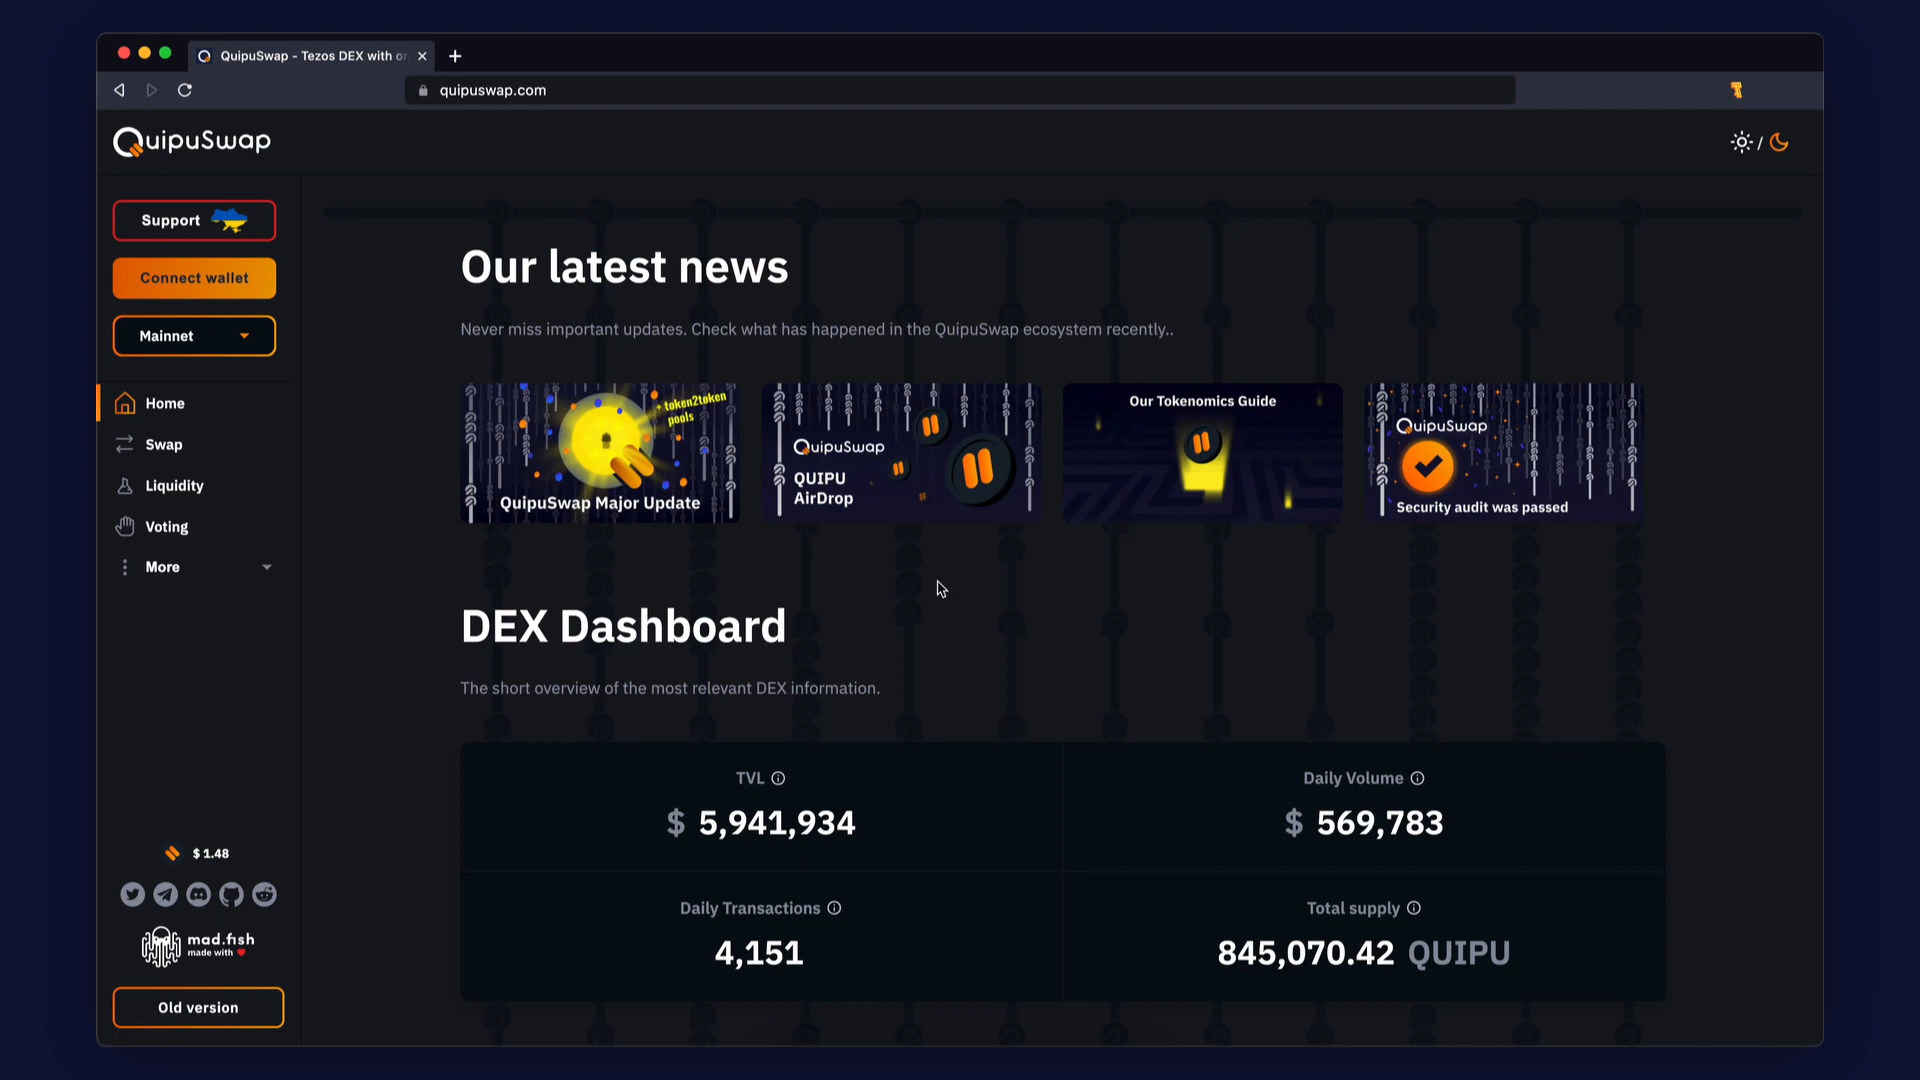 QuipuSwap - Tezos DEX with on
quipuswap.com
QuipuSwap
/
Support
Connect wallet
Mainnet
Home
Swap
Liquidity
Voting
More
$ 1.48
mad.fish
made with
Old version
Our latest news
Never miss important updates. Check what has happened in the QuipuSwap ecosystem recently..
+ token2token
pools
QuipuSwap Major Update
QuipuSwap
QUIPU
AirDrop
Our Tokenomics Guide
QuipuSwap
Security audit was passed
DEX Dashboard
The short overview of the most relevant DEX information.
TVL
$ 5,941,934
Daily Volume
$ 569,783
Daily Transactions
4,151
Total supply
845,070.42 QUIPU